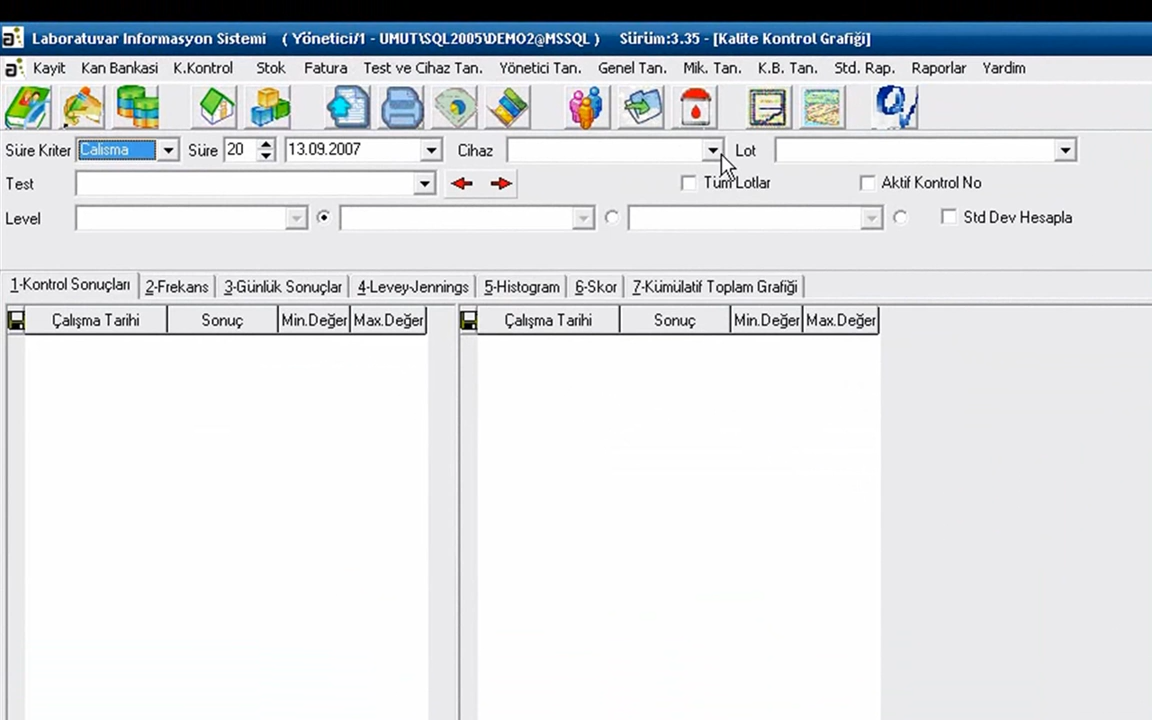 Laboratuvar Informasyon Sistemi ( Yönetici/1 - UMUT\SQL2005\DEMO2@MSSQL ) Sürüm:3.35 - [Kalite Kontrol Grafiği]
Kayit Kan Bankası K.Kontrol Stok Fatura Test ve Cihaz Tan. Yönetici Tan. Genel Tan. Mik. Tan. K.B. Tan. Std. Rap. Raporlar Yardim
Süre Kriter Calisma Süre 20 13.09.2007 Cihaz Lot
Test Tüm Lotlar Aktif Kontrol No
Level Std Dev Hesapla
1-Kontrol Sonuçları 2-Frekans 3-Günlük Sonuçlar 4-Levey-Jennings 5-Histogram 6-Skor 7-Kümülatif Toplam Grafiği
Çalışma Tarihi Sonuç Min.Değer Max.Değer Çalışma Tarihi Sonuç Min.Değer Max.Değer